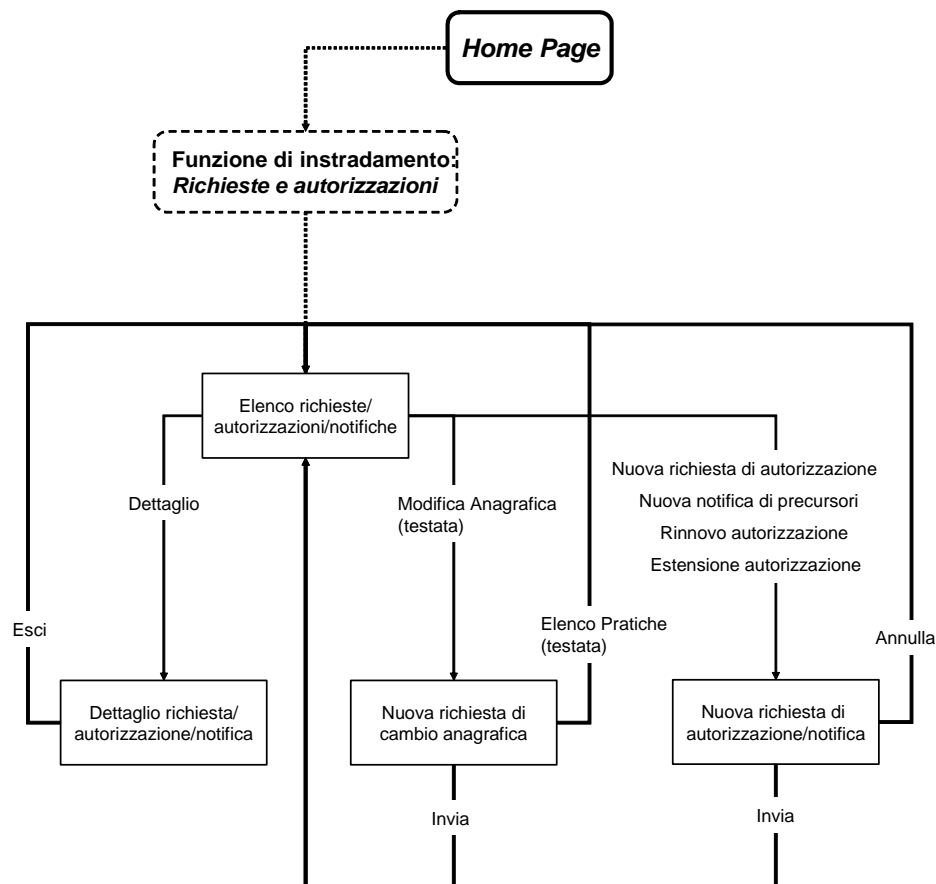 Home Page
Funzione di instradamento:
Richieste e autorizzazioni
Elenco richieste/
autorizzazioni/notifiche
Dettaglio
Modifica Anagrafica
(testata)
Nuova richiesta di autorizzazione
Nuova notifica di precursori
Rinnovo autorizzazione
Estensione autorizzazione
Esci
Elenco Pratiche
(testata)
Annulla
Dettaglio richiesta/
autorizzazione/notifica
Nuova richiesta di
cambio anagrafica
Nuova richiesta di
autorizzazione/notifica
Invia
Invia